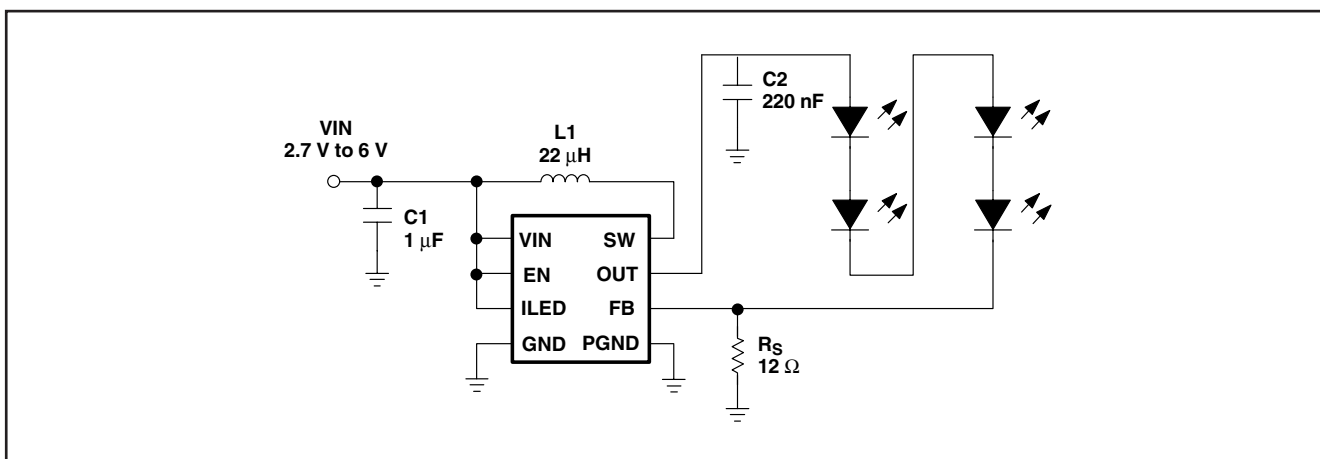 VIN
2.7 V to 6 V
C1
1 μF
L1
22 μH
VIN
EN
ILED
GND
SW
OUT
FB
PGND
C2
220 nF
RS
12 Ω